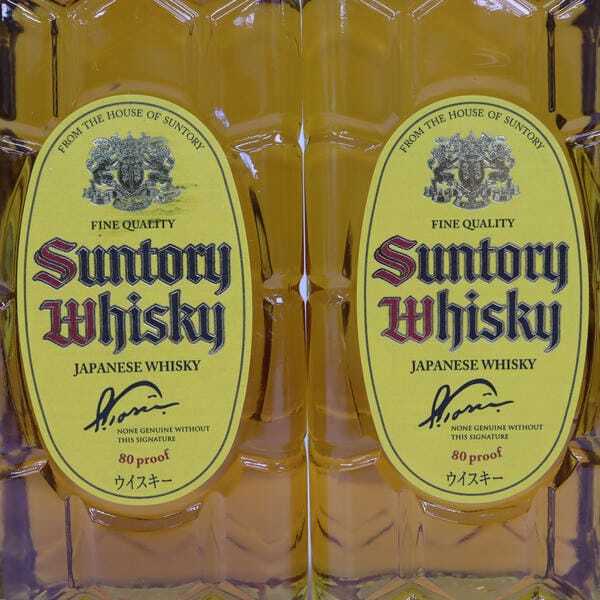 FROM THE HOUSE OF SUNTORY
FINE QUALITY
Suntory
Whisky
JAPANESE WHISKY
NONE GENUINE WITHOUT
THIS SIGNATURE
80 proof
ウイスキー
FROM THE HOUSE OF SUNTORY
FINE QUALITY
Suntory
Whisky
JAPANESE WHISKY
NONE GENUINE WITHOUT
THIS SIGNATURE
80 proof
ウイスキー